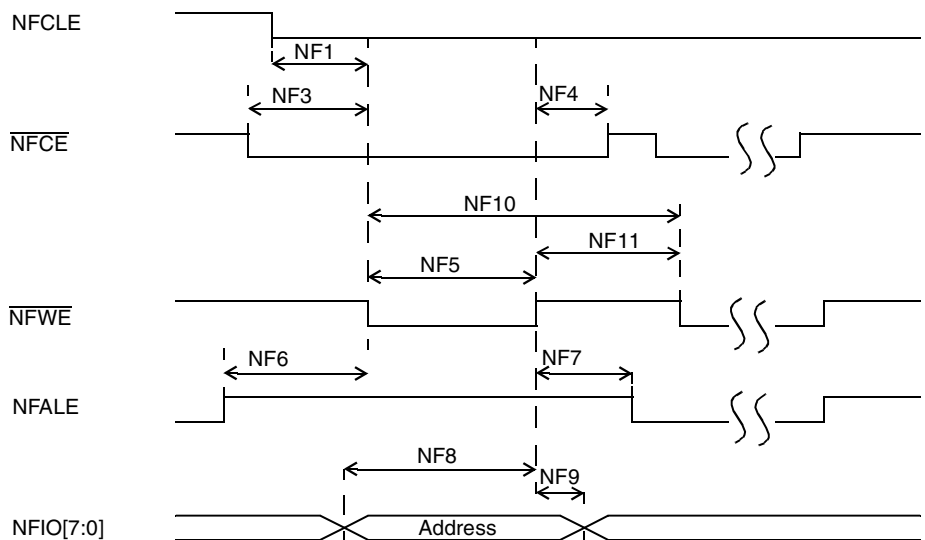 NFCLE
NF1
NF3
NF4
NFCE
NF10
NF11
NF5
NFWE
NF6
NF7
NFALE
NF8
NF9
NFIO[7:0]
Address